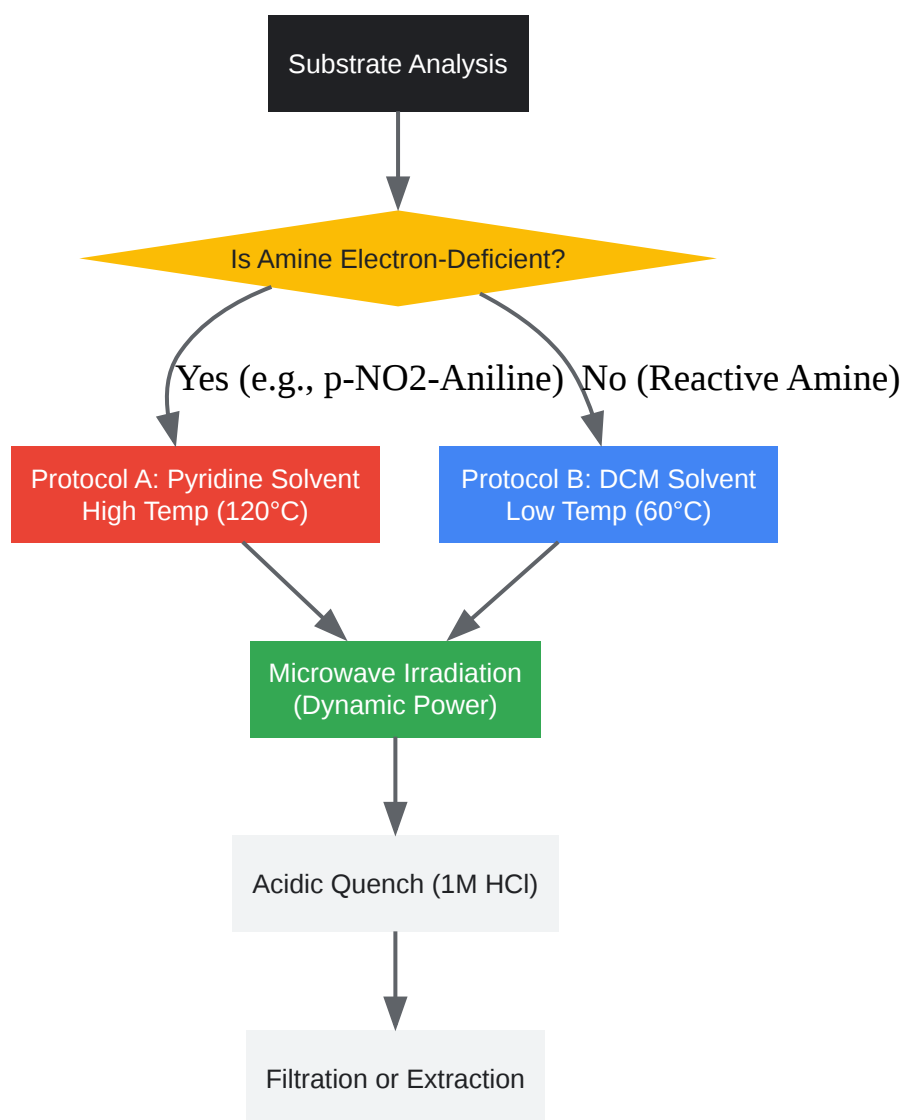 Substrate Analysis
Is Amine Electron-Deficient?
Yes (e.g., p-NO2-Aniline)
No (Reactive Amine)
Protocol A: Pyridine Solvent
High Temp (120°C)
Protocol B: DCM Solvent
Low Temp (60°C)
Microwave Irradiation
(Dynamic Power)
Acidic Quench (1M HCl)
Filtration or Extraction